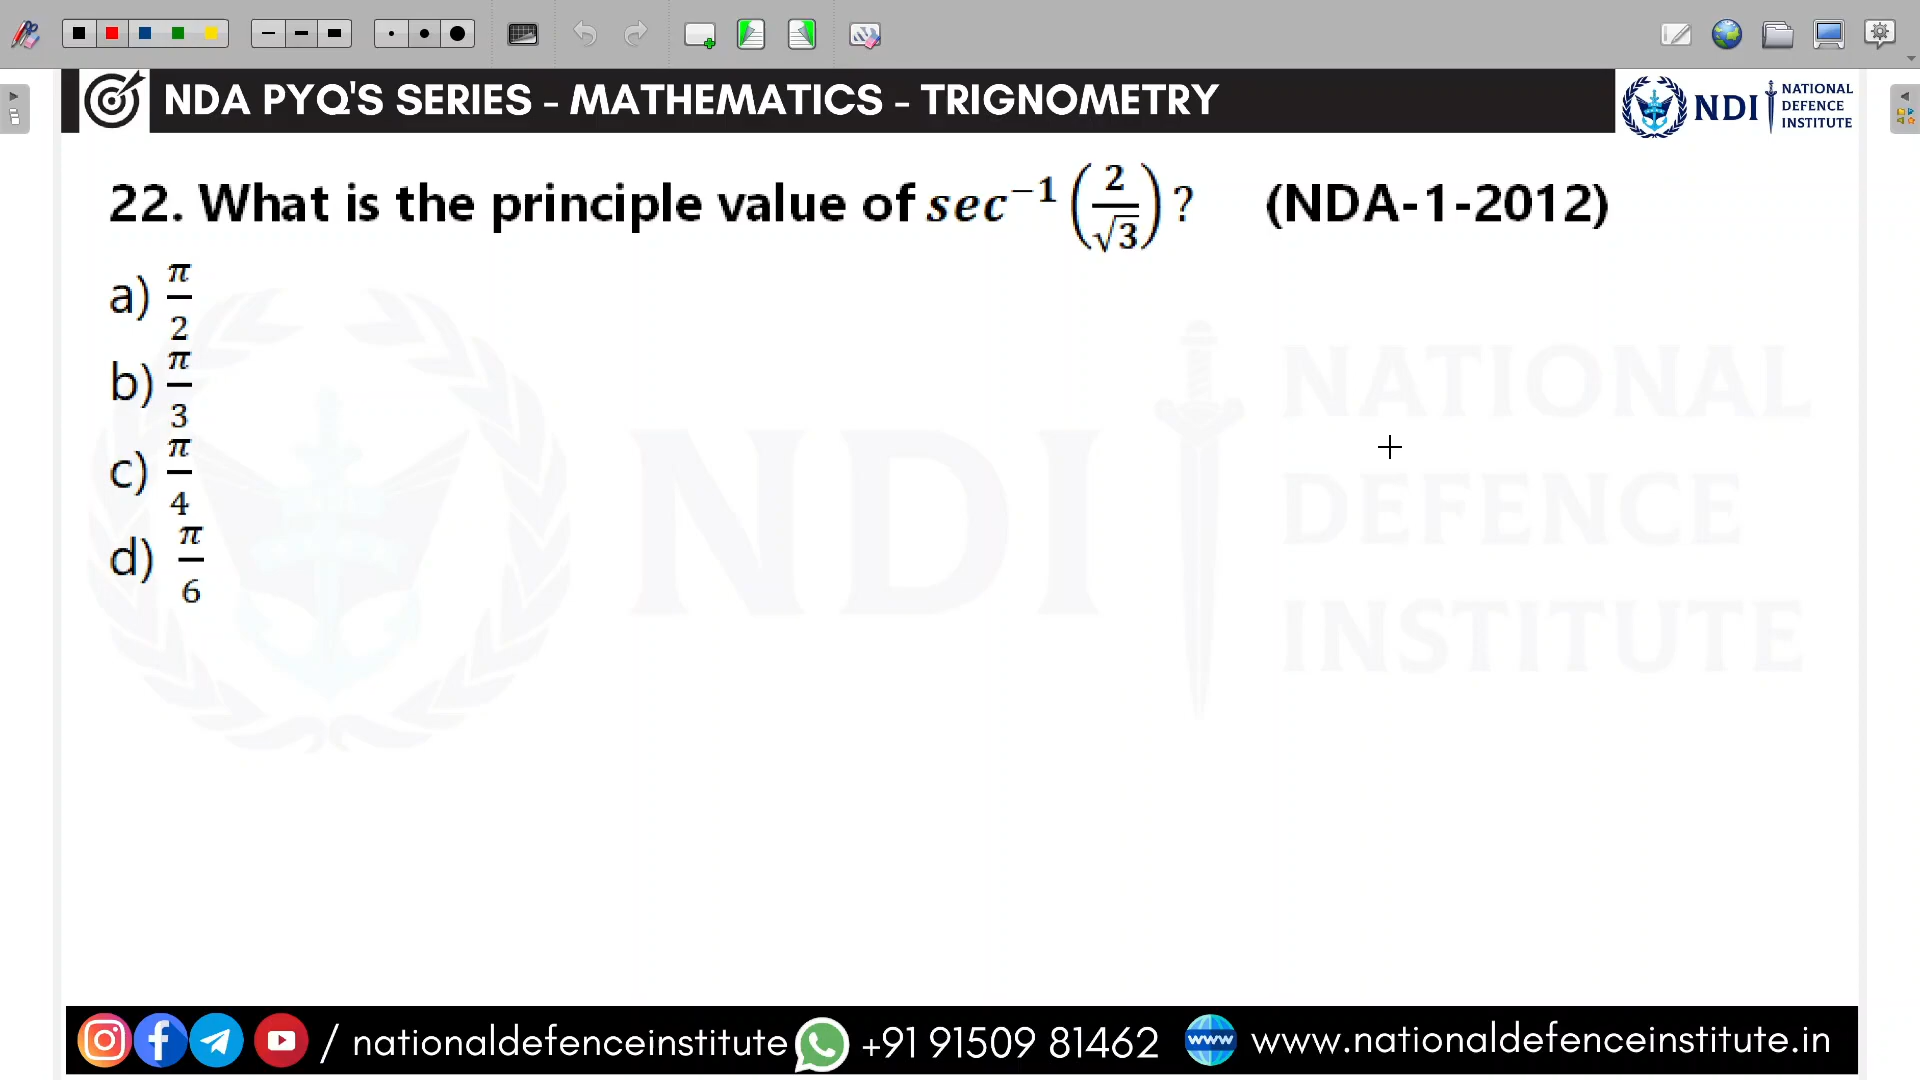 NDA PYQ'S SERIES - MATHEMATICS - TRIGNOMETRY
NDI NATIONAL DEFENCE INSTITUTE
22. What is the principle value of sec⁻¹(2/√3)? (NDA-1-2012)
a) π/2
b) π/3
c) π/4
d) π/6
NDI
NATIONAL
DEFENCE
INSTITUTE
/ nationaldefenceinstitute +91 91509 81462 www www.nationaldefenceinstitute.in